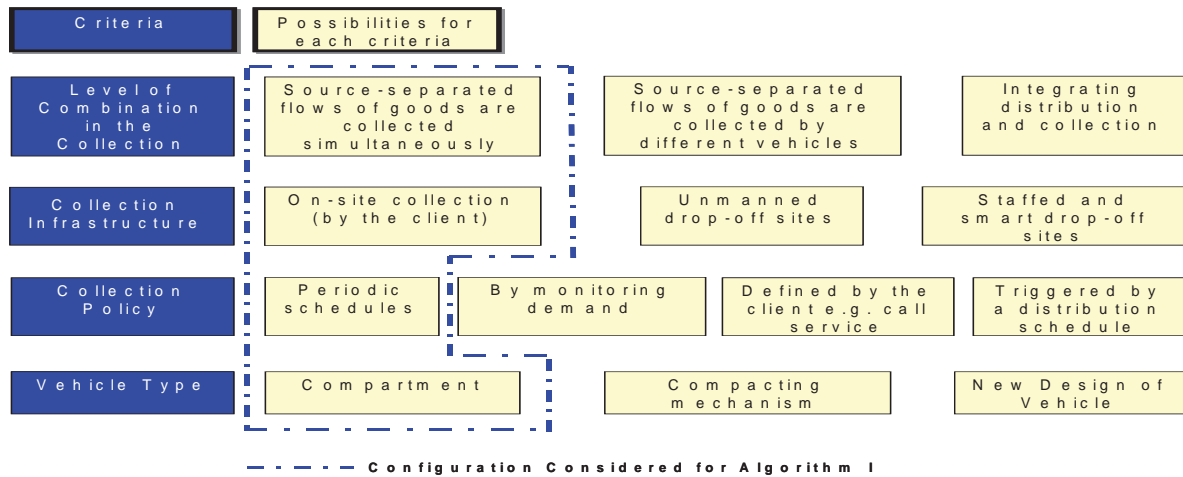 Criteria
Possibilities for
each criteria
Level of
Combination
in the
Collection
Source-separated
flows of goods are
collected
simultaneously
Source-separated
flows of goods are
collected by
different vehicles
Integrating
distribution
and collection
Collection
Infrastructure
On-site collection
(by the client)
Unmanned
drop-off sites
Staffed and
smart drop-off
sites
Collection
Policy
Periodic
schedules
By monitoring
demand
Defined by the
client e.g. call
service
Triggered by
a distribution
schedule
Vehicle Type
Compartment
Compacting
mechanism
New Design of
Vehicle
Configuration Considered for Algorithm I